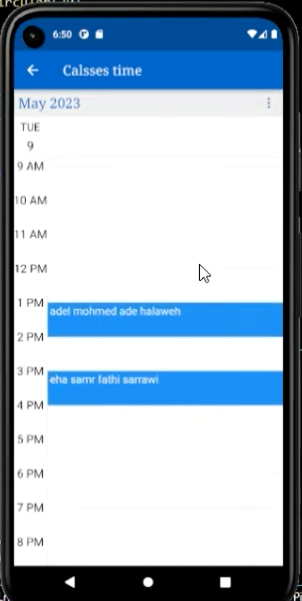 6:50
Calsses time
May 2023
TUE
9
9 AM
10 AM
11 AM
12 PM
1 PM
adel mohmed ade halaweh
2 PM
3 PM
eha samr fathi sarrawi
4 PM
5 PM
6 PM
7 PM
8 PM